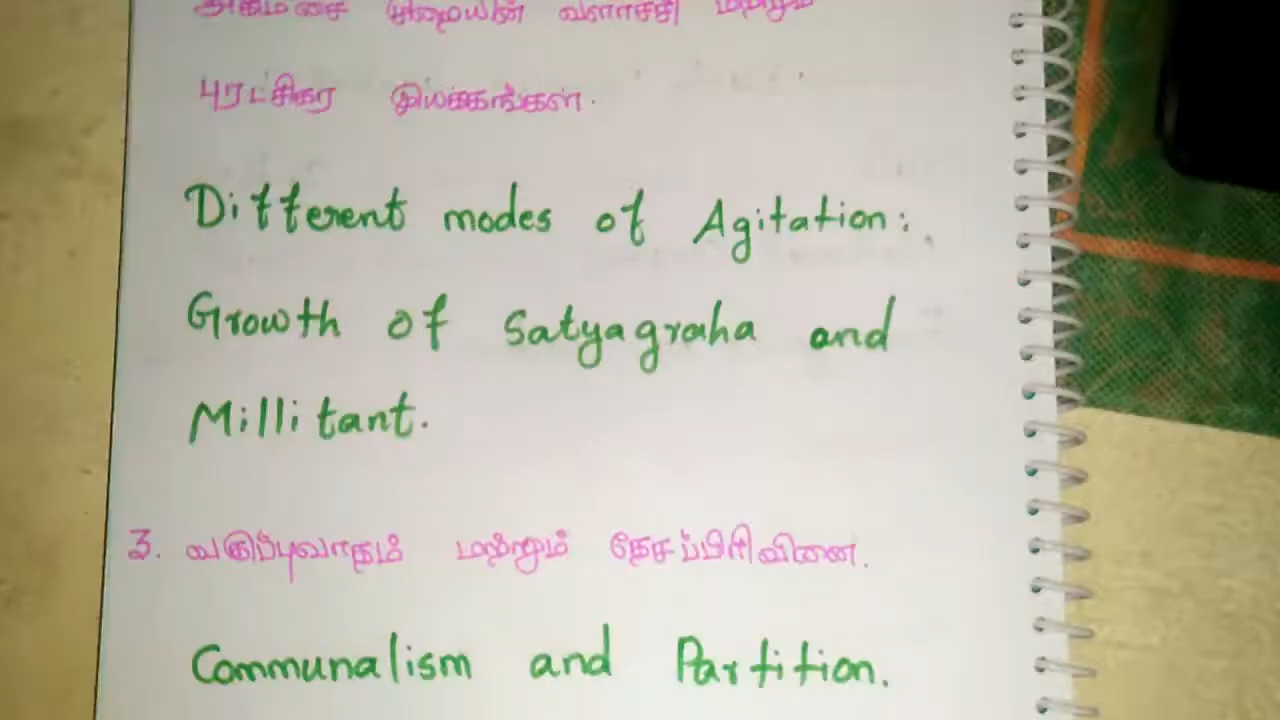 புரட்சிகர இயக்கங்கள்.
Different modes of Agitation:
Growth of Satyagraha and
Millitant.
3. வகுப்புவாதம் மற்றும் தேசப்பிரிவினை.
Communalism and Partition.